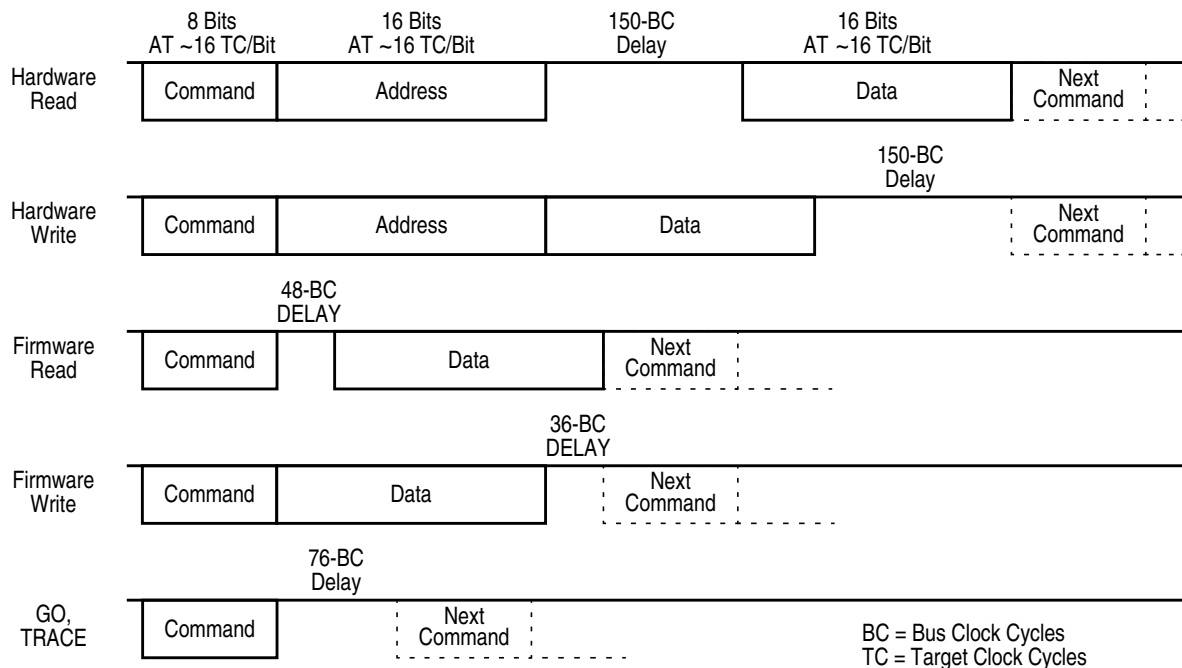 8 Bits
AT ~16 TC/Bit
16 Bits
AT ~16 TC/Bit
150-BC
Delay
16 Bits
AT ~16 TC/Bit
Hardware
Read
Command
Address
Data
Next
Command
150-BC
Delay
Hardware
Write
Command
Address
Data
Next
Command
48-BC
DELAY
Firmware
Read
Command
Data
Next
Command
36-BC
DELAY
Firmware
Write
Command
Data
Next
Command
76-BC
Delay
GO,
TRACE
Command
Next
Command
BC = Bus Clock Cycles
TC = Target Clock Cycles